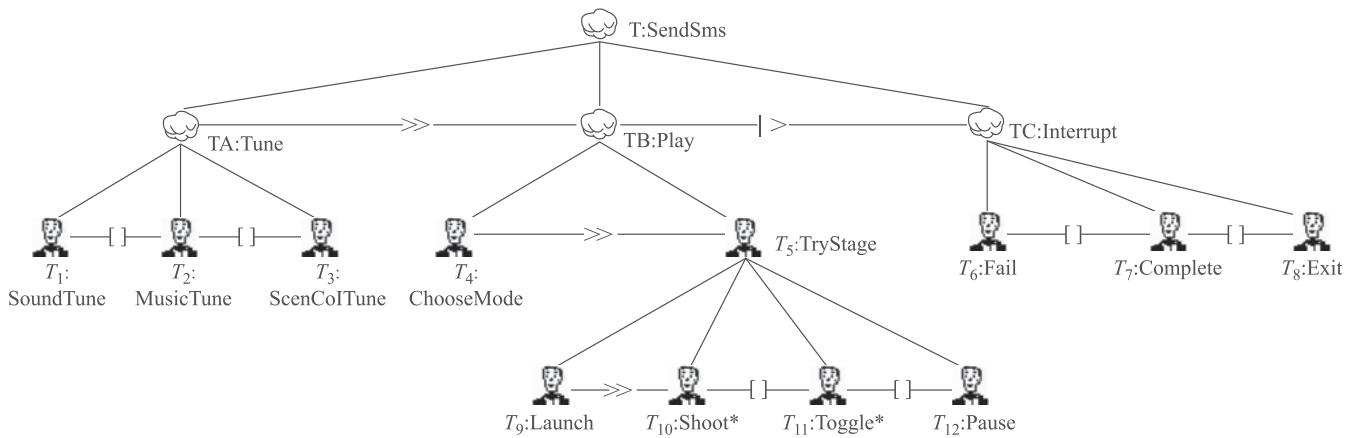 T:SendSms
>>
| >
TA:Tune
TB:Play
TC:Interrupt
[ ]
[ ]
>>
[ ]
[ ]
T1:
SoundTune
T2:
MusicTune
T3:
ScenColTune
T4:
ChooseMode
T5:TryStage
T6:Fail
T7:Complete
T8:Exit
>>
[ ]
[ ]
T9:Launch
T10:Shoot*
T11:Toggle*
T12:Pause